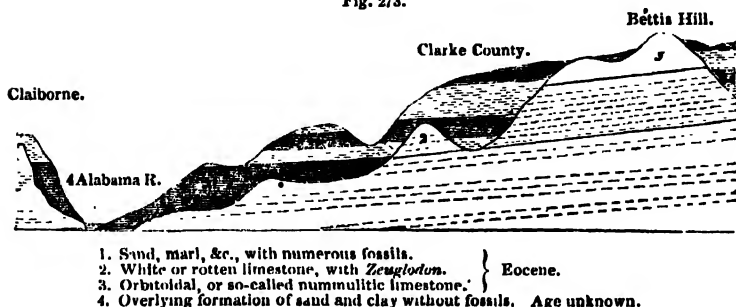 Fig. 273.
Bettis Hill.
Clarke County.
3
Claiborne.
2
4 Alabama R.
1. Sand, marl, &c., with numerous fossils.
2. White or rotten limestone, with Zeuglodon.
3. Orbitoidal, or so-called nummulitic limestone.
Eocene.
4. Overlying formation of sand and clay without fossils. Age unknown.